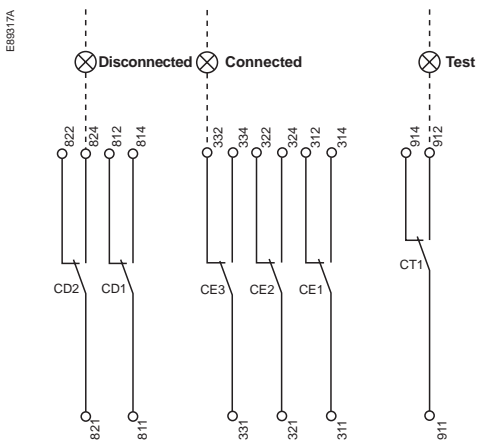 E89317A
Disconnected
Connected
Test
822
824
812
814
332
334
322
324
312
314
914
912
CD2
CD1
CE3
CE2
CE1
CT1
821
811
331
321
311
911